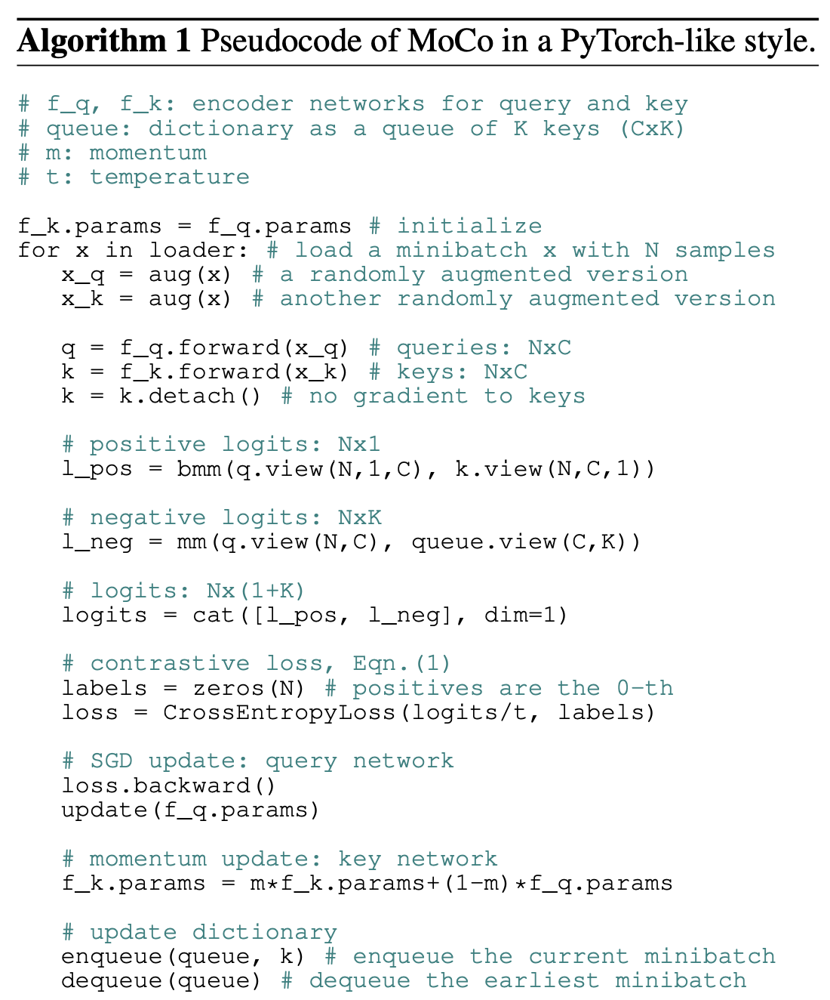 Algorithm 1 Pseudocode of MoCo in a PyTorch-like style.
# f_q, f_k: encoder networks for query and key
# queue: dictionary as a queue of K keys (CxK)
# m: momentum
# t: temperature
f_k.params = f_q.params # initialize
for x in loader: # load a minibatch x with N samples
x_q = aug(x) # a randomly augmented version
x_k = aug(x) # another randomly augmented version
q = f_q.forward(x_q) # queries: NxC
k = f_k.forward(x_k) # keys: NxC
k = k.detach() # no gradient to keys
# positive logits: Nx1
l_pos = bmm(q.view(N,1,C), k.view(N,C,1))
# negative logits: NxK
l_neg = mm(q.view(N,C), queue.view(C,K))
# logits: Nx(1+K)
logits = cat([l_pos, l_neg], dim=1)
# contrastive loss, Eqn.(1)
labels = zeros(N) # positives are the 0-th
loss = CrossEntropyLoss(logits/t, labels)
# SGD update: query network
loss.backward()
update(f_q.params)
# momentum update: key network
f_k.params = m*f_k.params+(1-m)*f_q.params
# update dictionary
enqueue(queue, k) # enqueue the current minibatch
dequeue(queue) # dequeue the earliest minibatch